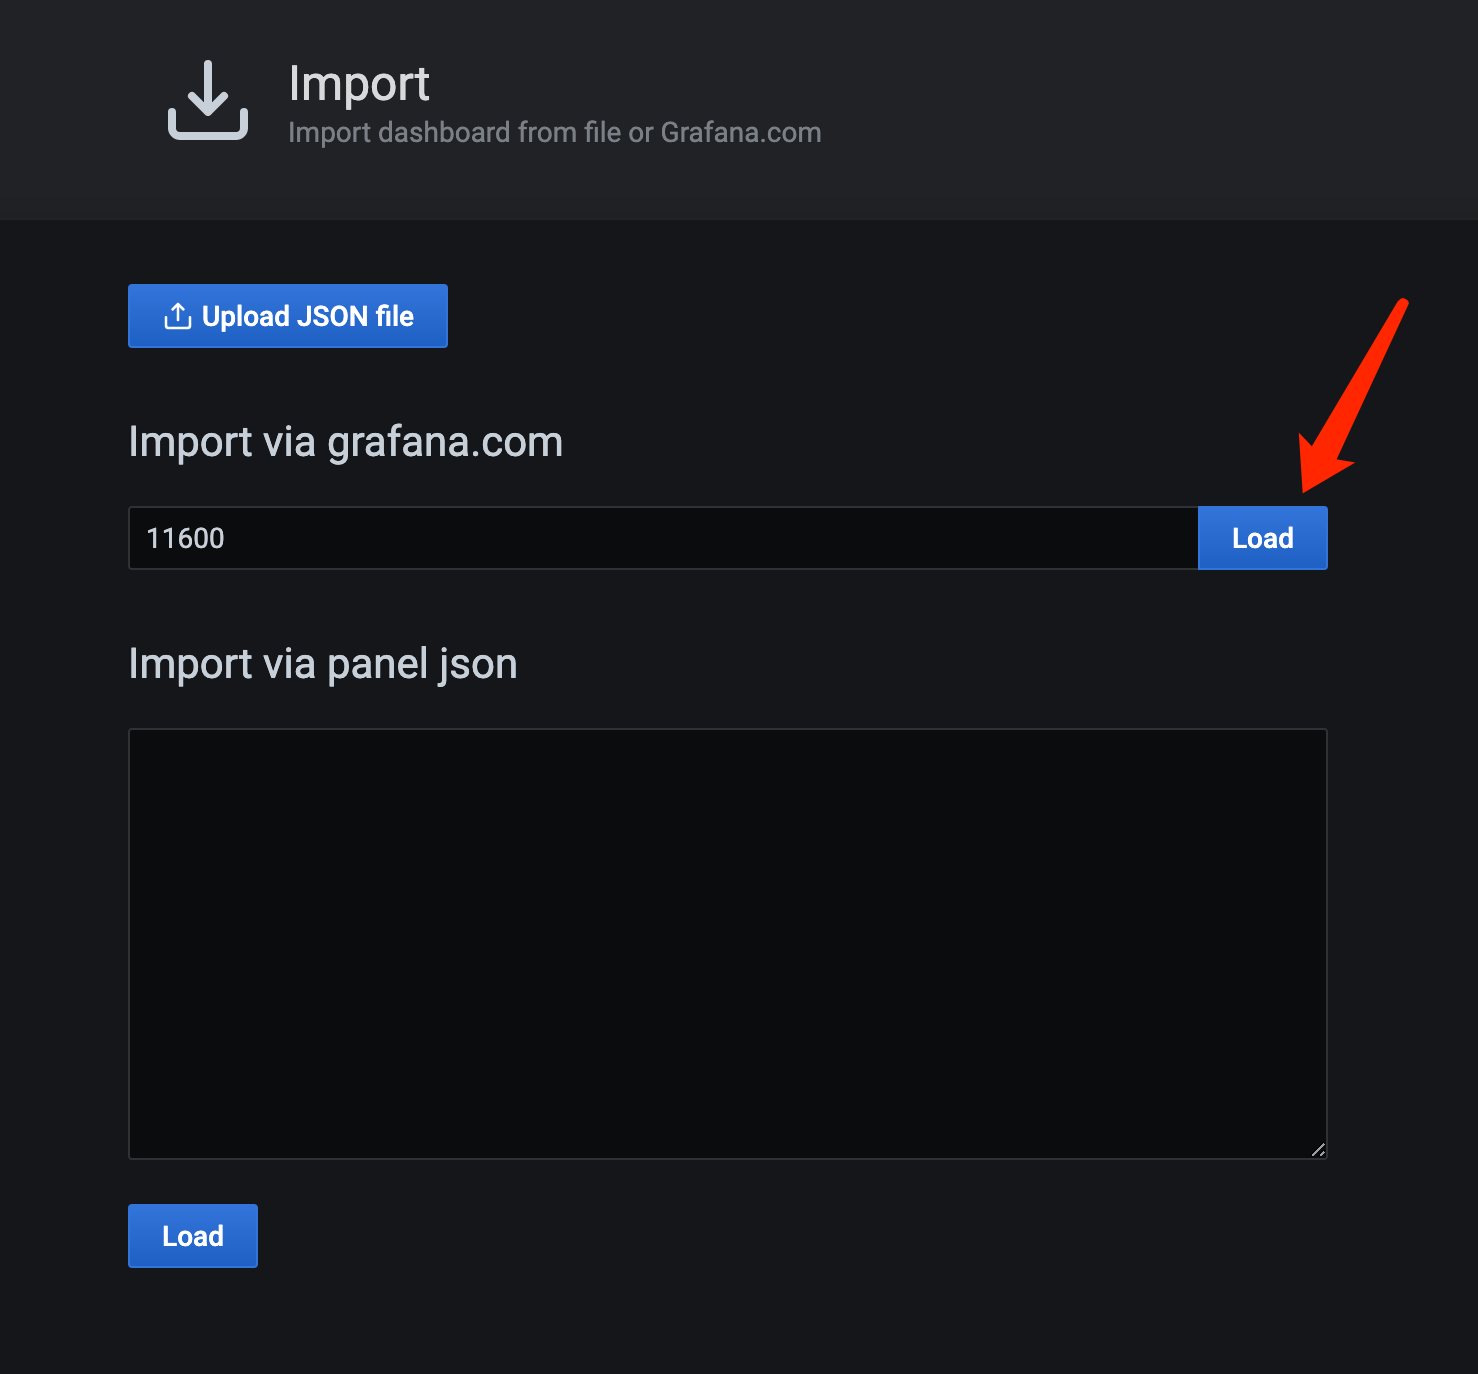 Import
Import dashboard from file or Grafana.com
Upload JSON file
Import via grafana.com
11600
Load
Import via panel json
Load